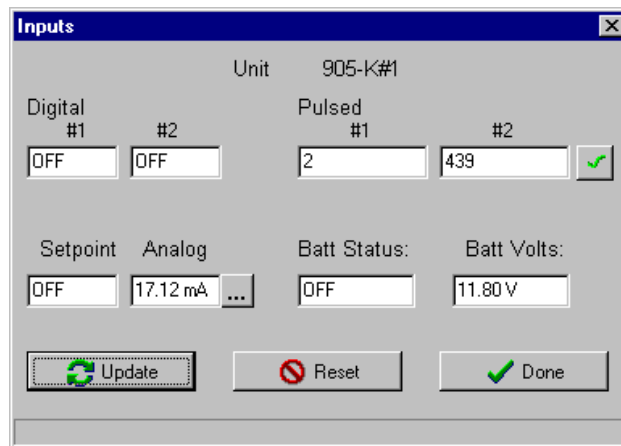 Inputs
Unit 905-K#1
Digital Pulsed
#1 #2 #1 #2
OFF OFF 2 439
Setpoint Analog Batt Status: Batt Volts:
OFF 17.12 mA ... OFF 11.80 V
Update Reset Done